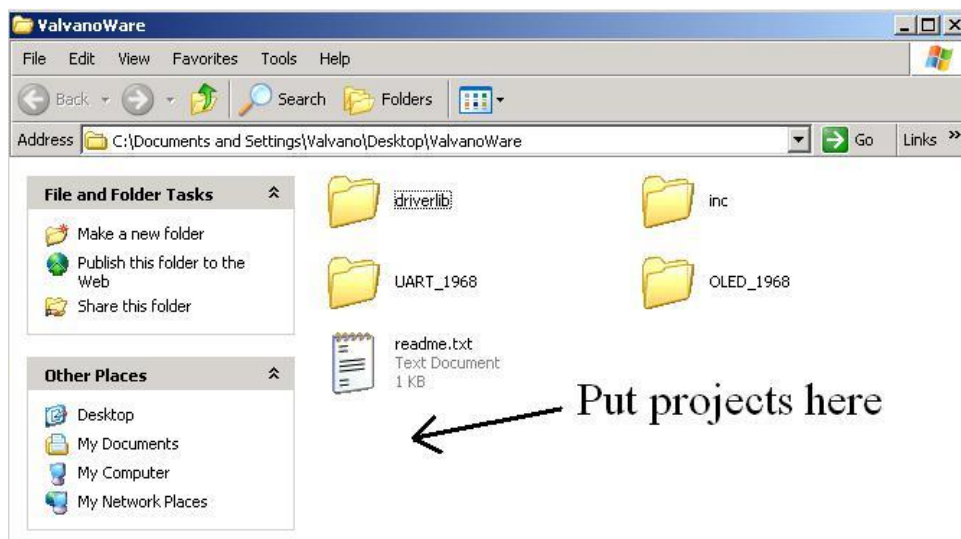 ValvanoWare
File Edit View Favorites Tools Help
Back Search Folders
Address C:\Documents and Settings\Valvano\Desktop\ValvanoWare Go Links »
File and Folder Tasks
Make a new folder
Publish this folder to the
Web
Share this folder
Other Places
Desktop
My Documents
My Computer
My Network Places
driverlib
inc
UART_1968
OLED_1968
readme.txt
Text Document
1 KB
Put projects here